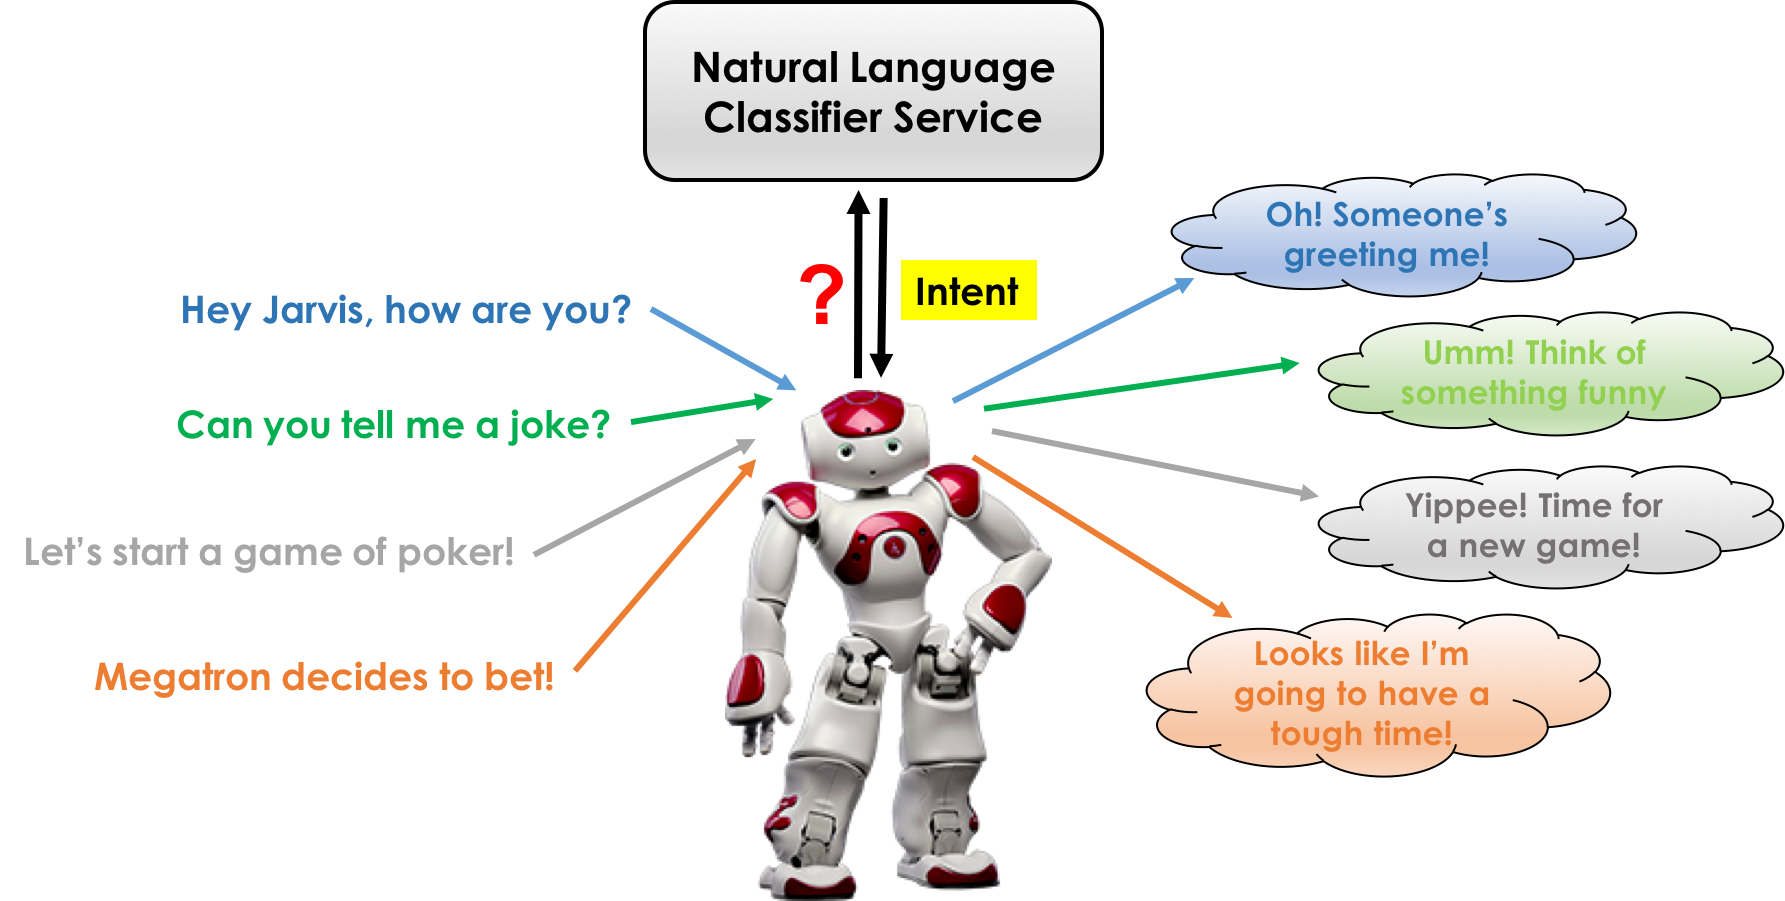 Natural Language
Classifier Service
?
Intent
Hey Jarvis, how are you?
Can you tell me a joke?
Let’s start a game of poker!
Megatron decides to bet!
Oh! Someone’s
greeting me!
Umm! Think of
something funny
Yippee! Time for
a new game!
Looks like I’m
going to have a
tough time!